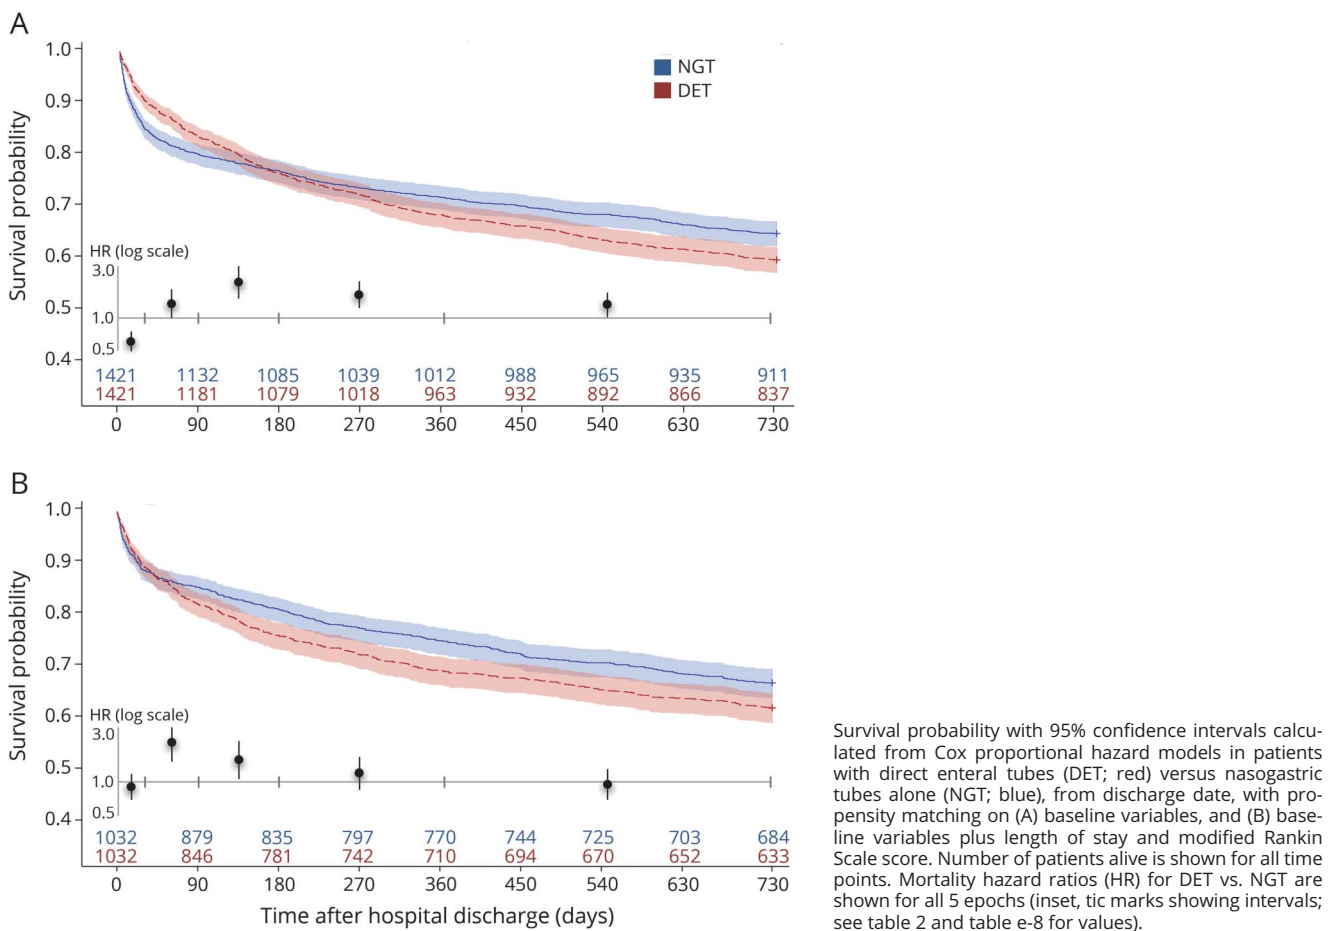 A
1.0
NGT
DET
0.9
0.8
0.7
0.6
0.5
0.4
Survival probability
HR (log scale)
3.0
1.0
0.5
1421 1132 1085 1039 1012 988 965 935 911
1421 1181 1079 1018 963 932 892 866 837
0 90 180 270 360 450 540 630 730
B
1.0
0.9
0.8
0.7
0.6
0.5
0.4
Survival probability
HR (log scale)
3.0
1.0
0.5
1032 879 835 797 770 744 725 703 684
1032 846 781 742 710 694 670 652 633
0 90 180 270 360 450 540 630 730
Time after hospital discharge (days)
Survival probability with 95% confidence intervals calcu-
lated from Cox proportional hazard models in patients
with direct enteral tubes (DET; red) versus nasogastric
tubes alone (NGT; blue), from discharge date, with pro-
pensity matching on (A) baseline variables, and (B) base-
line variables plus length of stay and modified Rankin
Scale score. Number of patients alive is shown for all time
points. Mortality hazard ratios (HR) for DET vs. NGT are
shown for all 5 epochs (inset, tic marks showing intervals;
see table 2 and table e-8 for values).